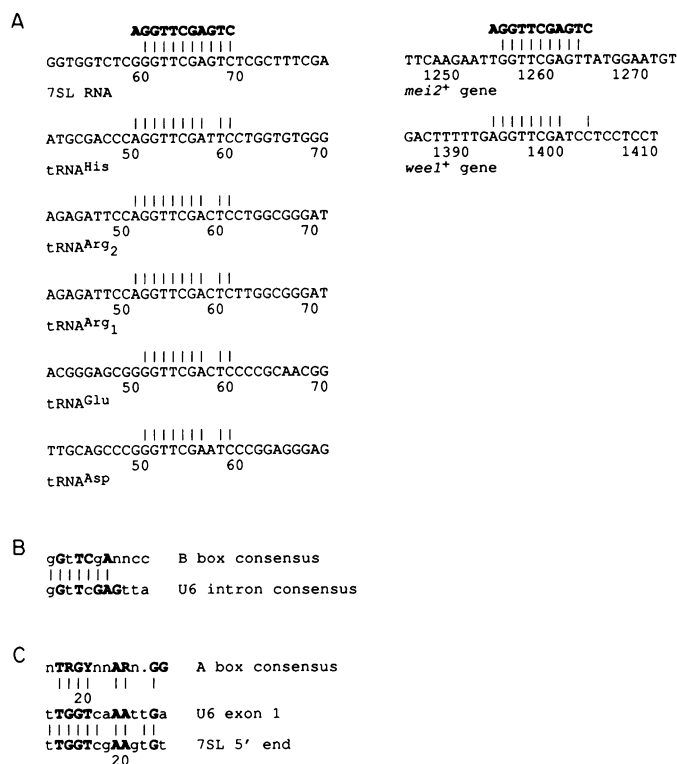 A
AGGTTCGAGTC
GGTGGTCTCGGGTTCGAGTCTCGCTTTCGA
60 70
7SL RNA
ATGCGACCCAGGTTCGATTCCTGGTGTGGG
50 60 70
tRNAHis
AGAGATTCCAGGTTCGACTCCTGGCGGGAT
50 60 70
tRNAArg2
AGAGATTCCAGGTTCGACTCTTGGCGGGAT
50 60 70
tRNAArg1
ACGGGAGCGGGGTTCGACTCCCCGCAACGG
50 60 70
tRNAGlu
TTGCAGCCCGGGTTCGAATCCCGGAGGGAG
50 60
tRNAAsp
AGGTTCGAGTC
TTCAAGAATTGGTTCGAGTTATGGAATGT
1250 1260 1270
mei2+ gene
GACTTTTTGAGGTTCGATCCTCCTCCT
1390 1400 1410
wee1+ gene
B
gGtTCgAnncc B box consensus
gGtTcGAGtta U6 intron consensus
C
nTRGYnnARn.GG A box consensus
20
tTGGTcaAAttGa U6 exon 1
tTGGTcgAAgtGt 7SL 5' end
20